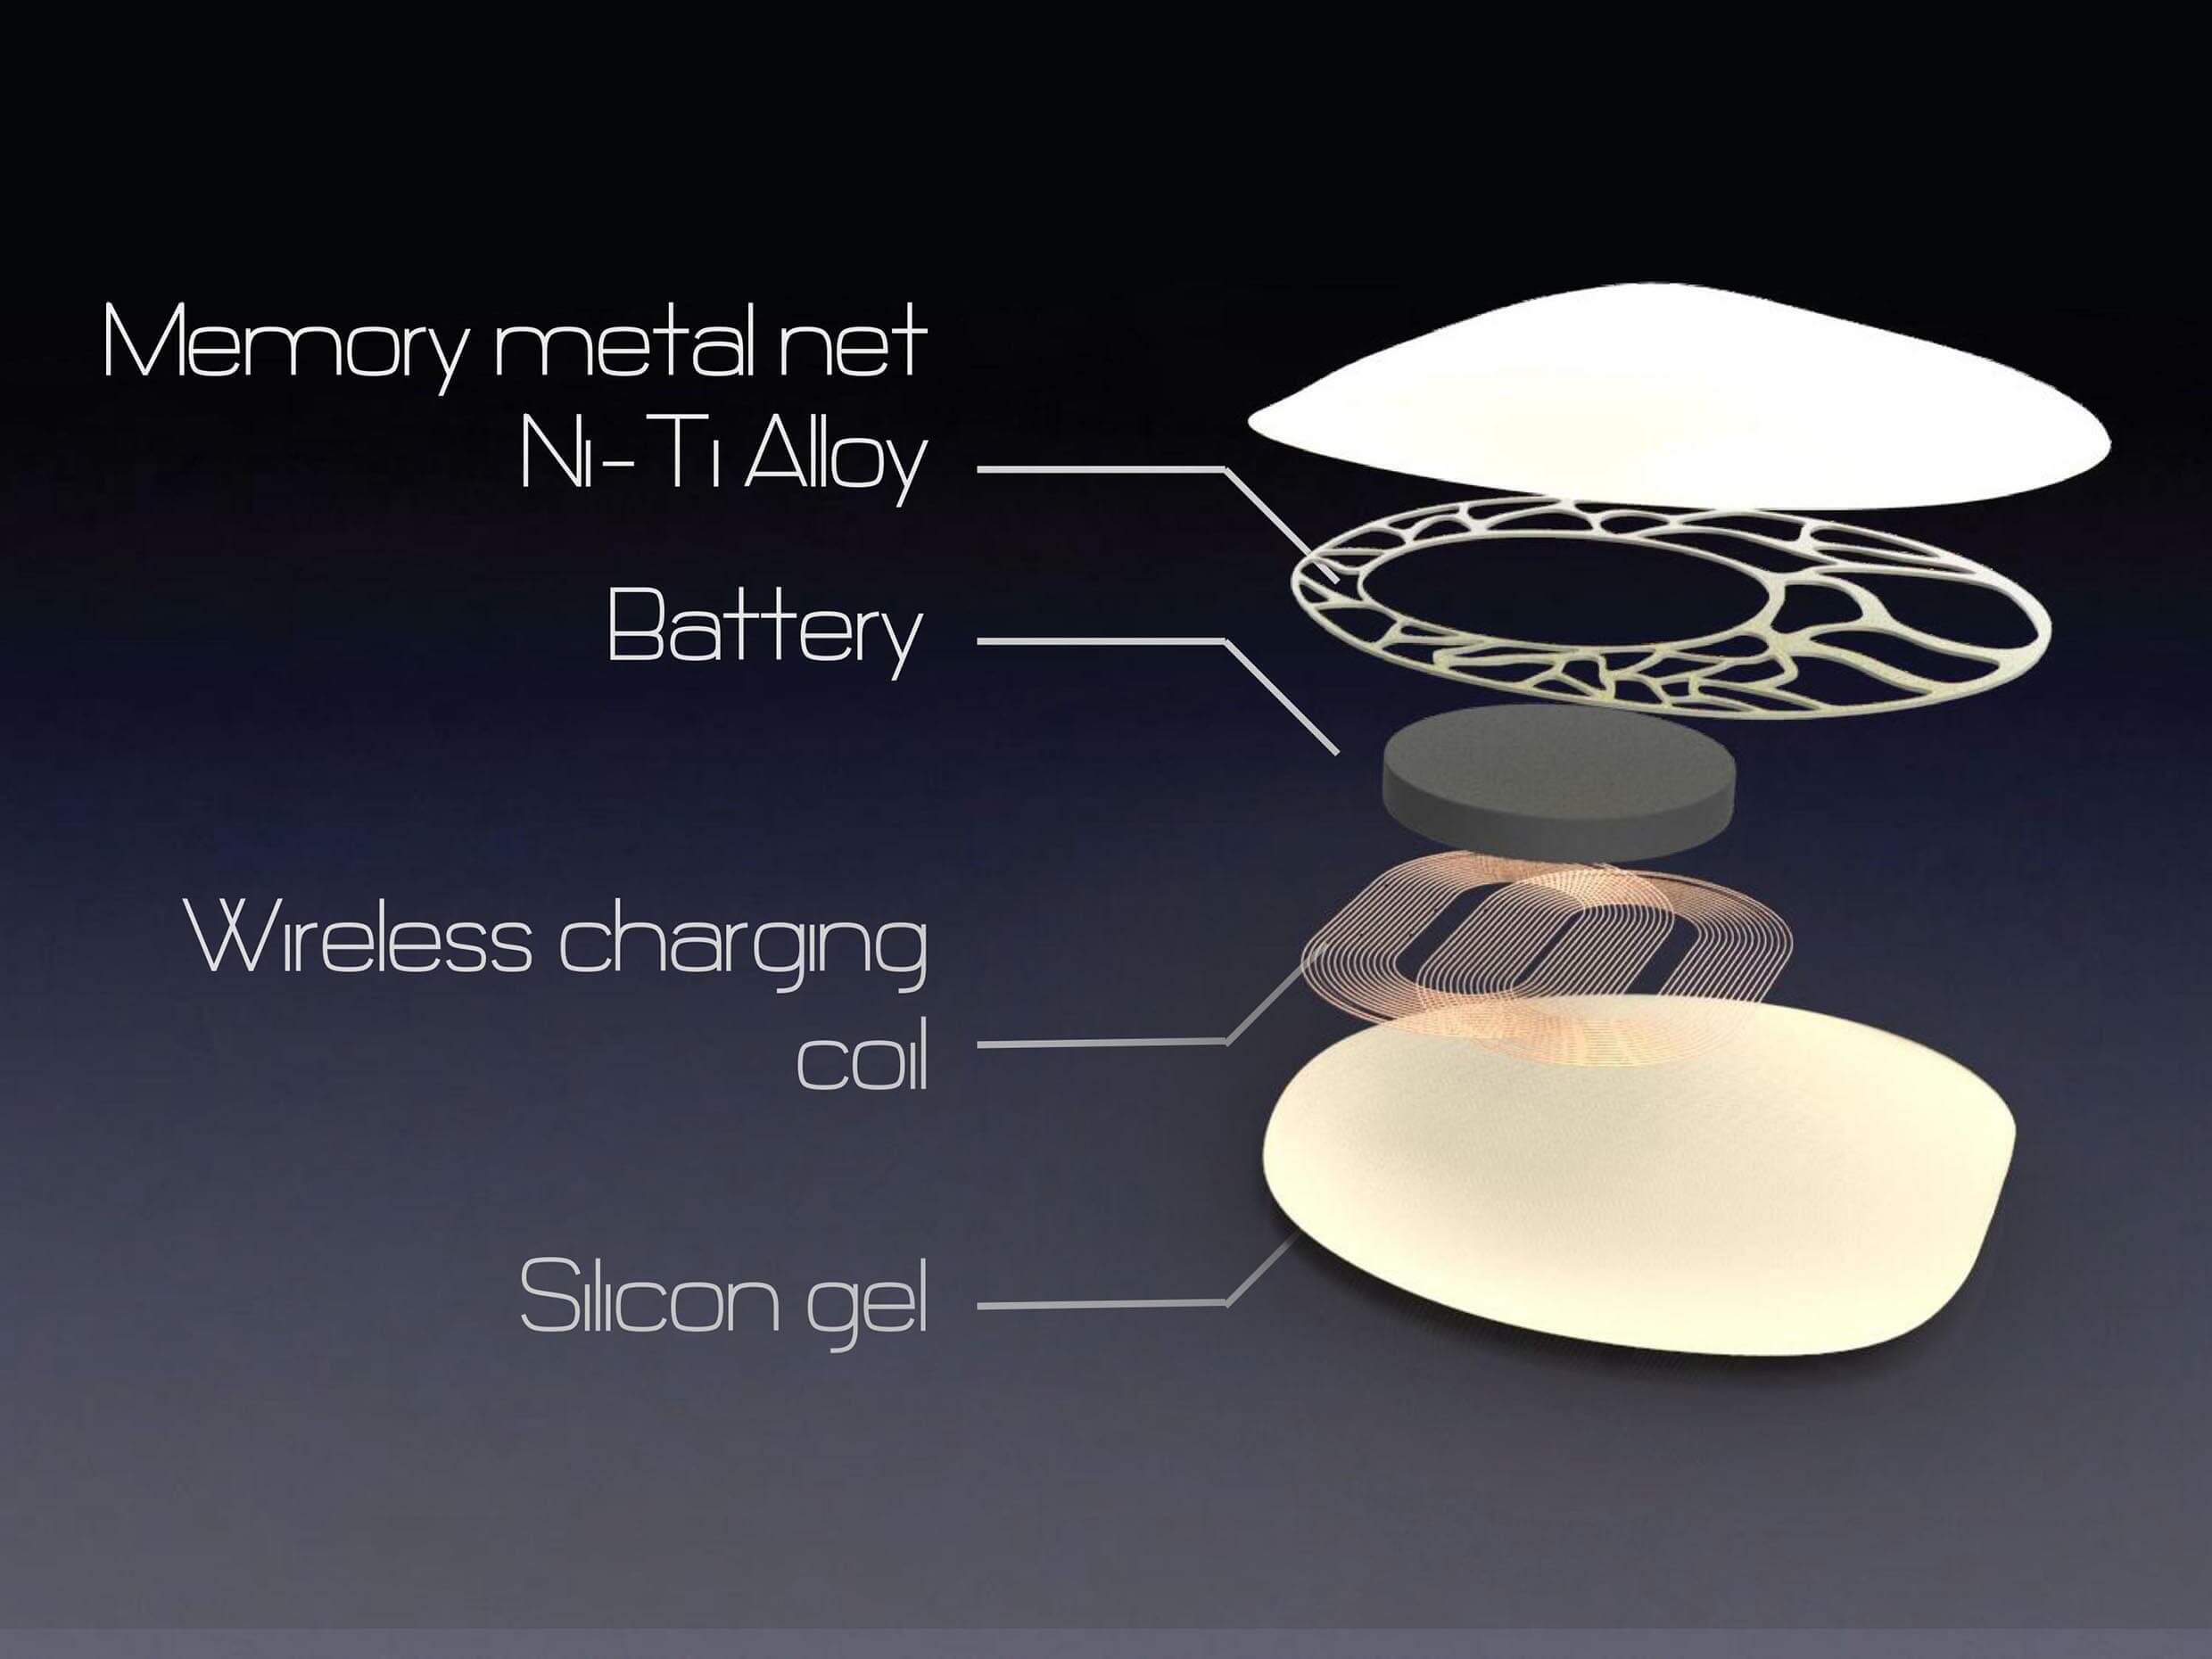 Memory metal net
Ni-Ti Alloy
Battery
Wireless charging
coil
Silicon gel